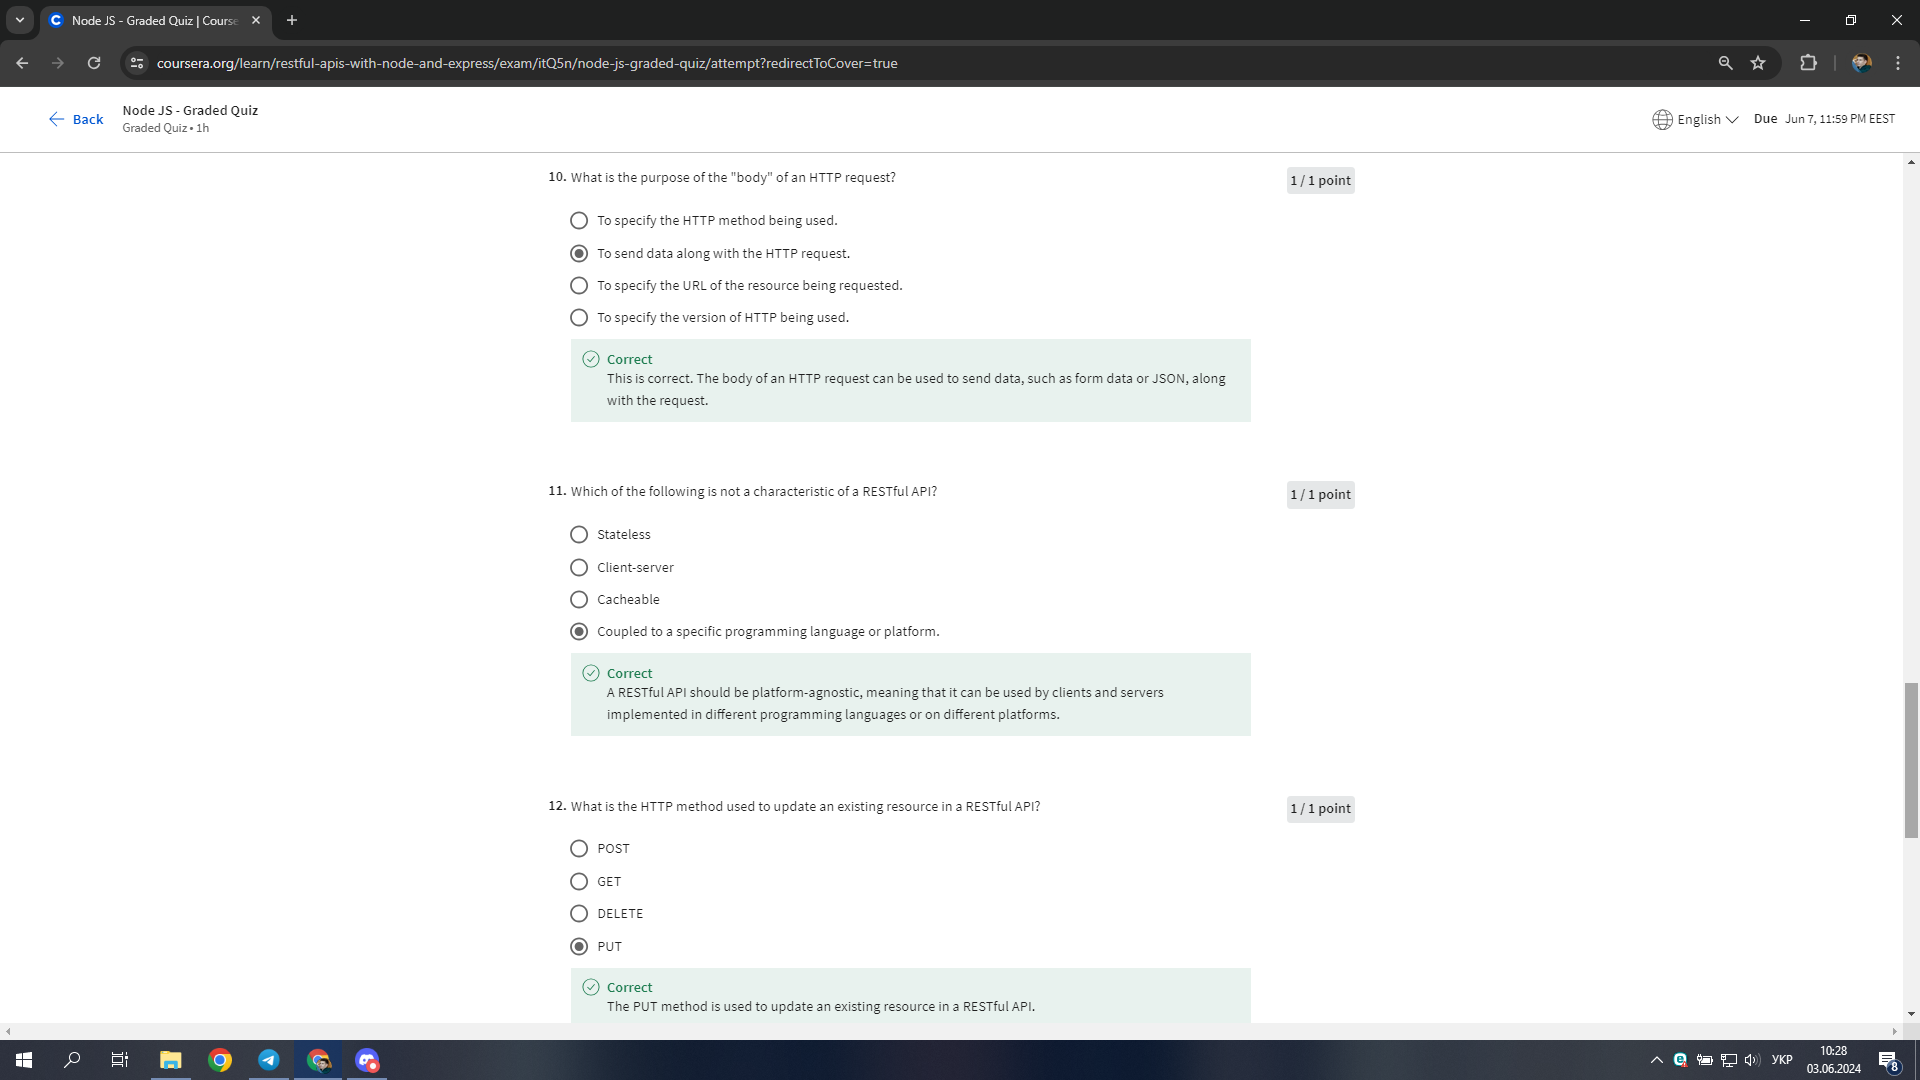 Node JS - Graded Quiz | Course
coursera.org/learn/restful-apis-with-node-and-express/exam/itQ5n/node-js-graded-quiz/attempt?redirectToCover=true
Back
Node JS - Graded Quiz
Graded Quiz • 1h
English
Due Jun 7, 11:59 PM EEST
10. What is the purpose of the "body" of an HTTP request?
1 / 1 point
To specify the HTTP method being used.
To send data along with the HTTP request.
To specify the URL of the resource being requested.
To specify the version of HTTP being used.
Correct
This is correct. The body of an HTTP request can be used to send data, such as form data or JSON, along
with the request.
11. Which of the following is not a characteristic of a RESTful API?
1 / 1 point
Stateless
Client-server
Cacheable
Coupled to a specific programming language or platform.
Correct
A RESTful API should be platform-agnostic, meaning that it can be used by clients and servers
implemented in different programming languages or on different platforms.
12. What is the HTTP method used to update an existing resource in a RESTful API?
1 / 1 point
POST
GET
DELETE
PUT
Correct
The PUT method is used to update an existing resource in a RESTful API.
УКР
10:28
03.06.2024
8